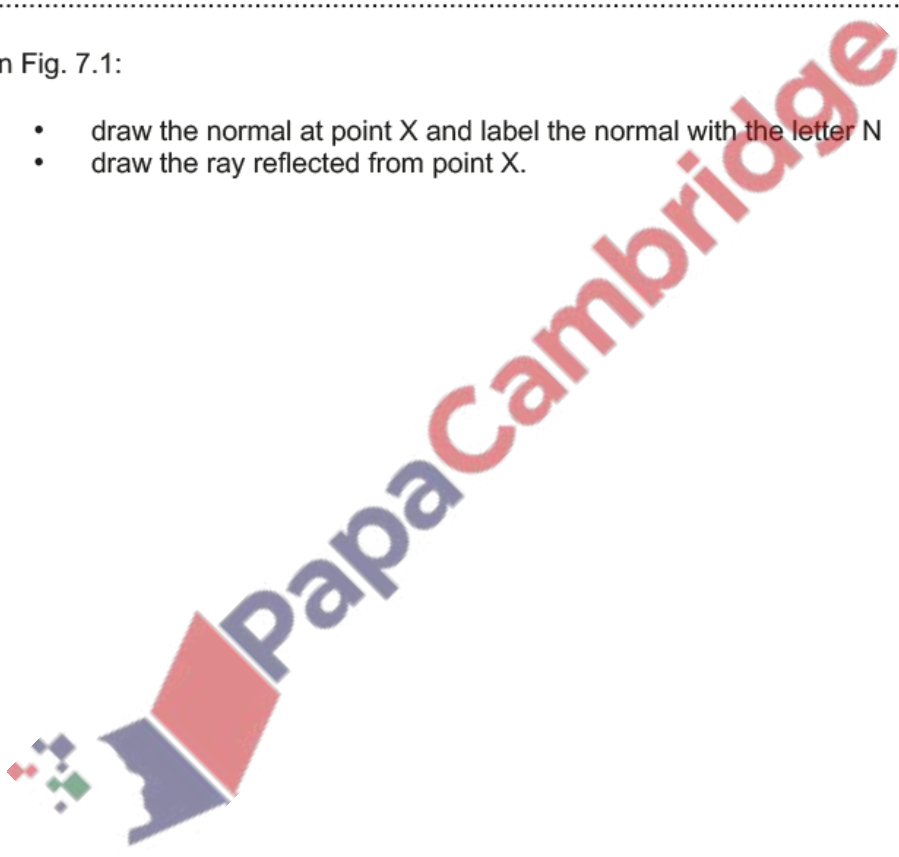 n Fig. 7.1:
• draw the normal at point X and label the normal with the letter N
• draw the ray reflected from point X.
PapaCambridge